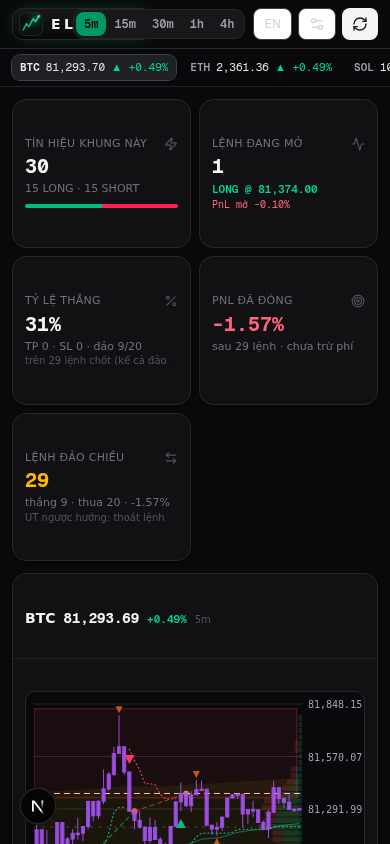 EL 5m 15m 30m 1h 4h EN
BTC 81,293.70 ▲ +0.49% ETH 2,361.36 ▲ +0.49% SOL
TÍN HIỆU KHUNG NÀY
30
15 LONG · 15 SHORT
LỆNH ĐANG MỞ
1
LONG @ 81,374.00
PnL mở -0.10%
TỶ LỆ THẮNG
31%
TP 0 · SL 0 · đảo 9/20
trên 29 lệnh chốt (kể cả đảo
PNL ĐÃ ĐÓNG
-1.57%
sau 29 lệnh · chưa trừ phí
LỆNH ĐẢO CHIỀU
29
thắng 9 · thua 20 · -1.57%
UT ngược hướng: thoát lệnh
BTC 81,293.69 +0.49% 5m
81,848.15
81,570.07
81,291.99
N